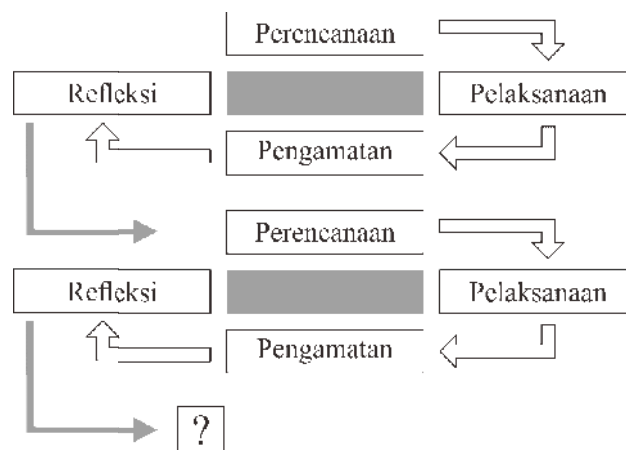 Perencanaan
Refleksi
Pelaksanaan
Pengamatan
Perencanaan
Refleksi
Pelaksanaan
Pengamatan
?